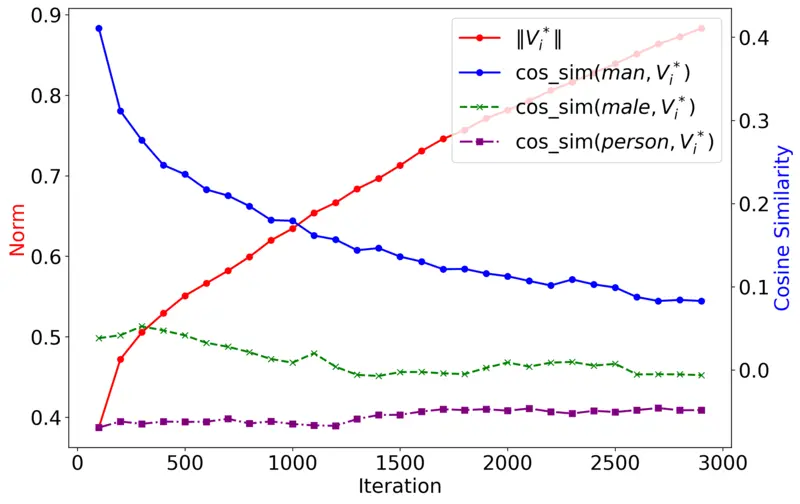 0.9
0.8
0.7
0.6
0.5
0.4
Norm
‖V_i^*‖
cos_sim(man, V_i^*)
cos_sim(male, V_i^*)
cos_sim(person, V_i^*)
0.4
0.3
0.2
0.1
0.0
Cosine Similarity
0 500 1000 1500 2000 2500 3000
Iteration